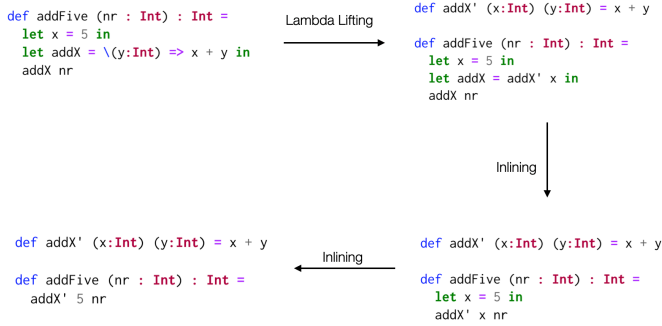 def addFive (nr : Int) : Int =
let x = 5 in
let addX = \(y:Int) => x + y in
addX nr
Lambda Lifting
def addX' (x:Int) (y:Int) = x + y
def addFive (nr : Int) : Int =
let x = 5 in
let addX = addX' x in
addX nr
Inlining
def addX' (x:Int) (y:Int) = x + y
def addFive (nr : Int) : Int =
let x = 5 in
addX' x nr
Inlining
def addX' (x:Int) (y:Int) = x + y
def addFive (nr : Int) : Int =
addX' 5 nr